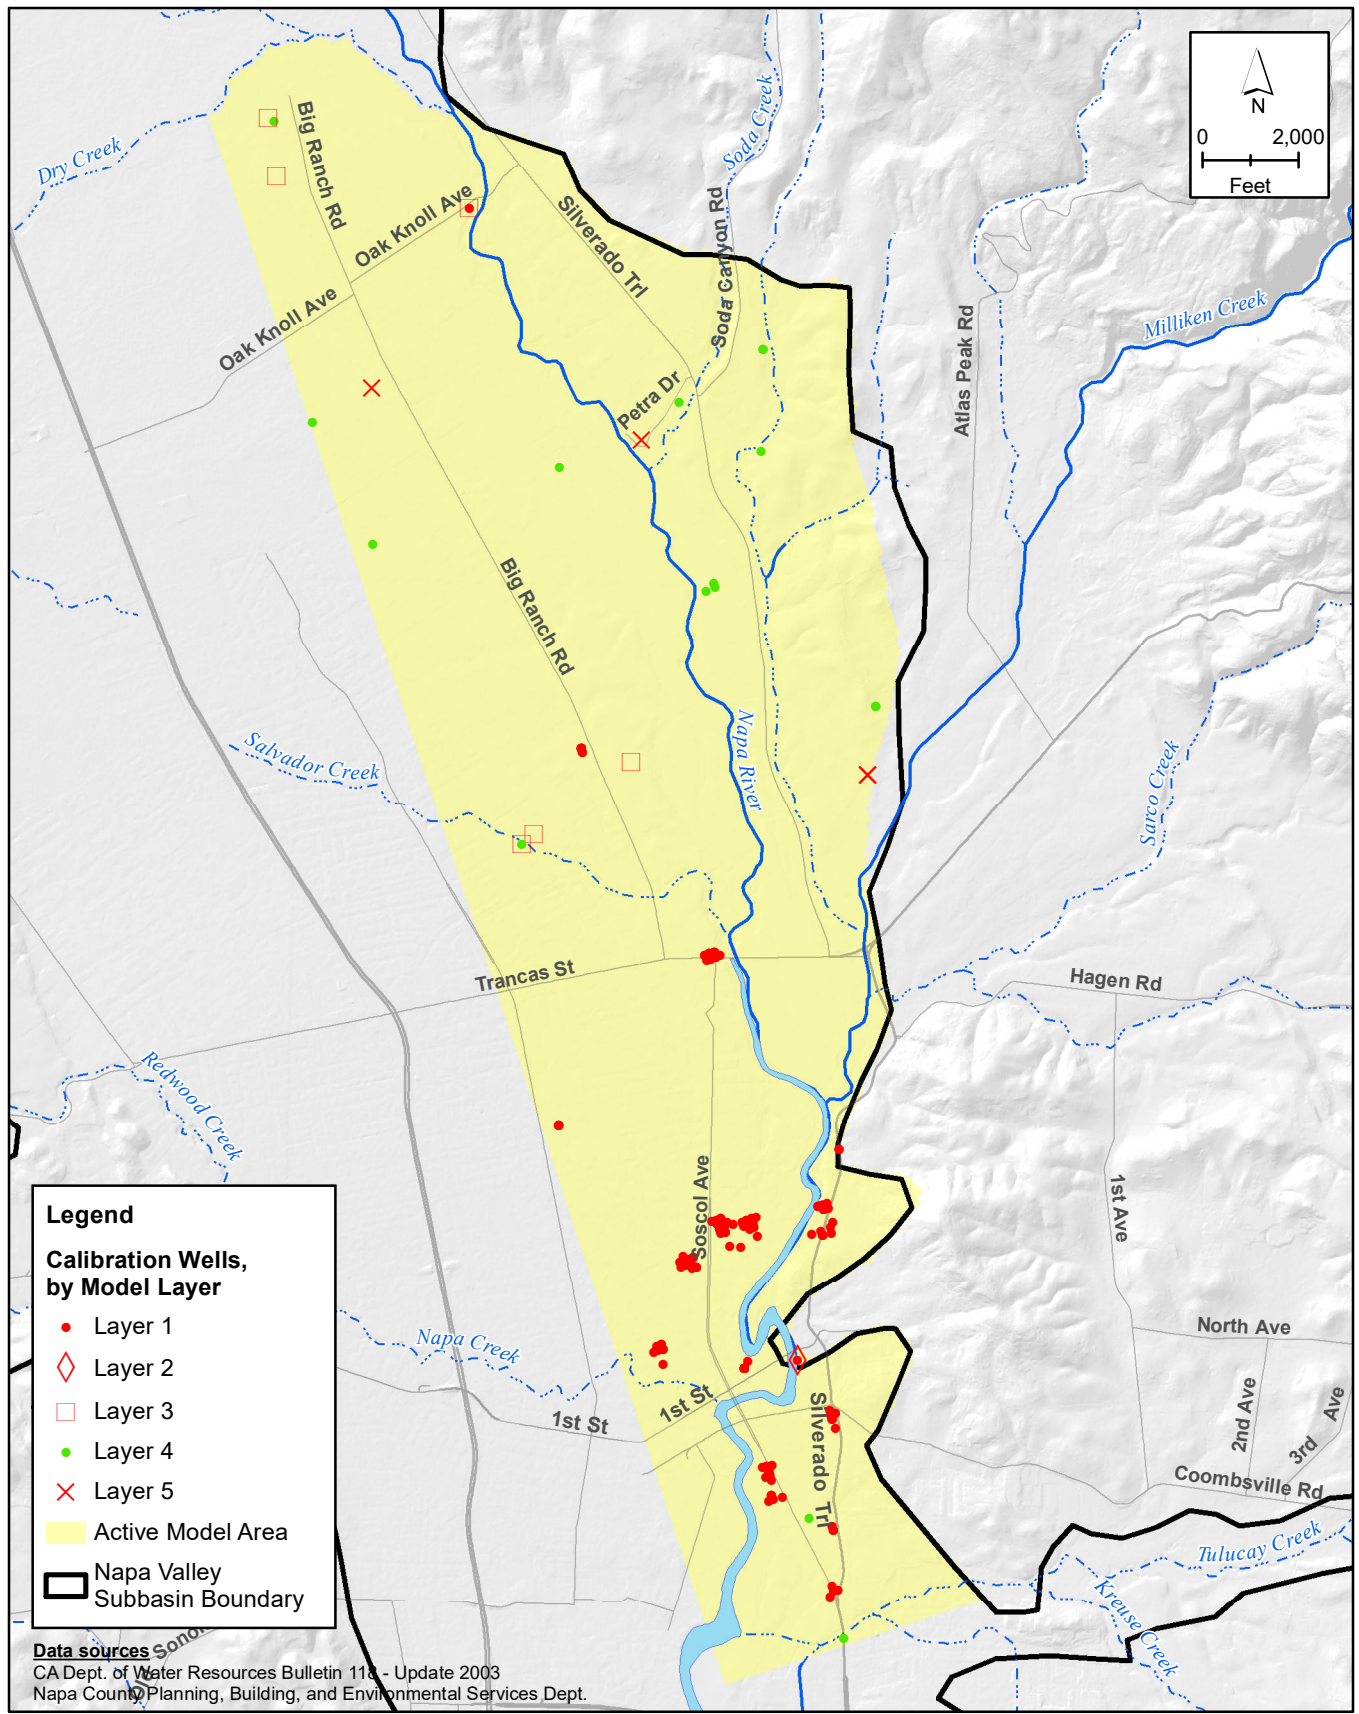 N
0 2,000
Feet
Dry Creek
Big Ranch Rd
Oak Knoll Ave
Oak Knoll Ave
Silverado Trl
Soda Creek
Soda Canyon Rd
Milliken Creek
Atlas Peak Rd
Petra Dr
Big Ranch Rd
Napa River
Salvador Creek
Sarco Creek
Trancas St
Hagen Rd
Redwood Creek
Soscol Ave
1st Ave
Napa Creek
North Ave
1st St
1st St
Silverado Trl
2nd Ave
3rd Ave
Coombsville Rd
Tulucay Creek
Kreuse Creek
Legend
Calibration Wells,
by Model Layer
Layer 1
Layer 2
Layer 3
Layer 4
Layer 5
Active Model Area
Napa Valley
Subbasin Boundary
Data sources
CA Dept. of Water Resources Bulletin 118 - Update 2003
Napa County Planning, Building, and Environmental Services Dept.